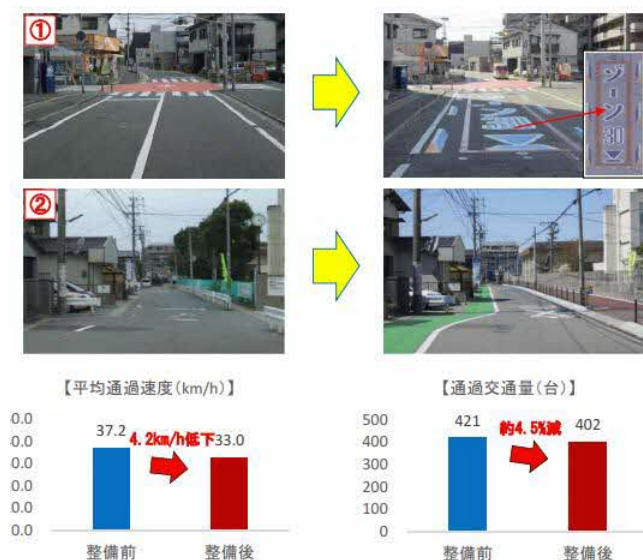 ①
ゾーン30
②
【平均通過速度(km/h)】
【通過交通量(台)】
0.0
0.0
0.0
0.0
0.0
0.0
37.2
4.2km/h低下
33.0
整備前
整備後
500
400
300
200
100
0
421
約4.5%減
402
整備前
整備後